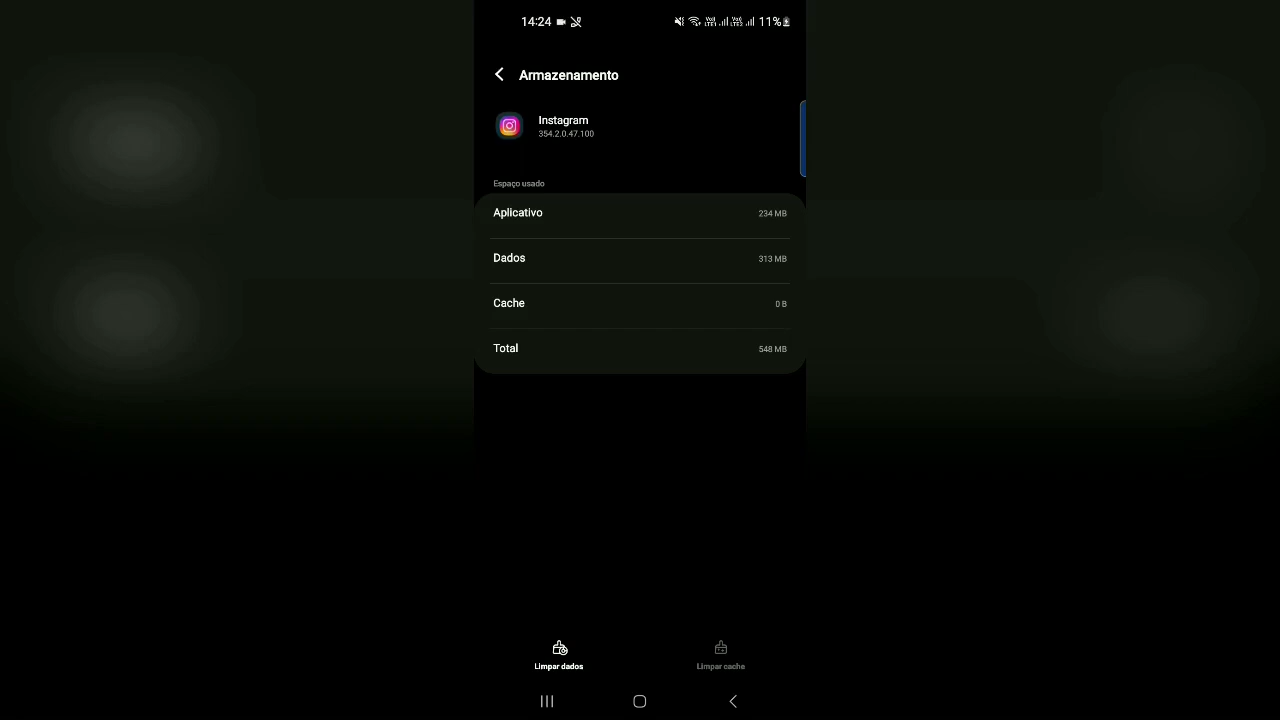 14:24 11%
Armazenamento
Instagram
354.2.0.47.100
Espaço usado
Aplicativo 234 MB
Dados 313 MB
Cache 0 B
Total 548 MB
Limpar dados Limpar cache